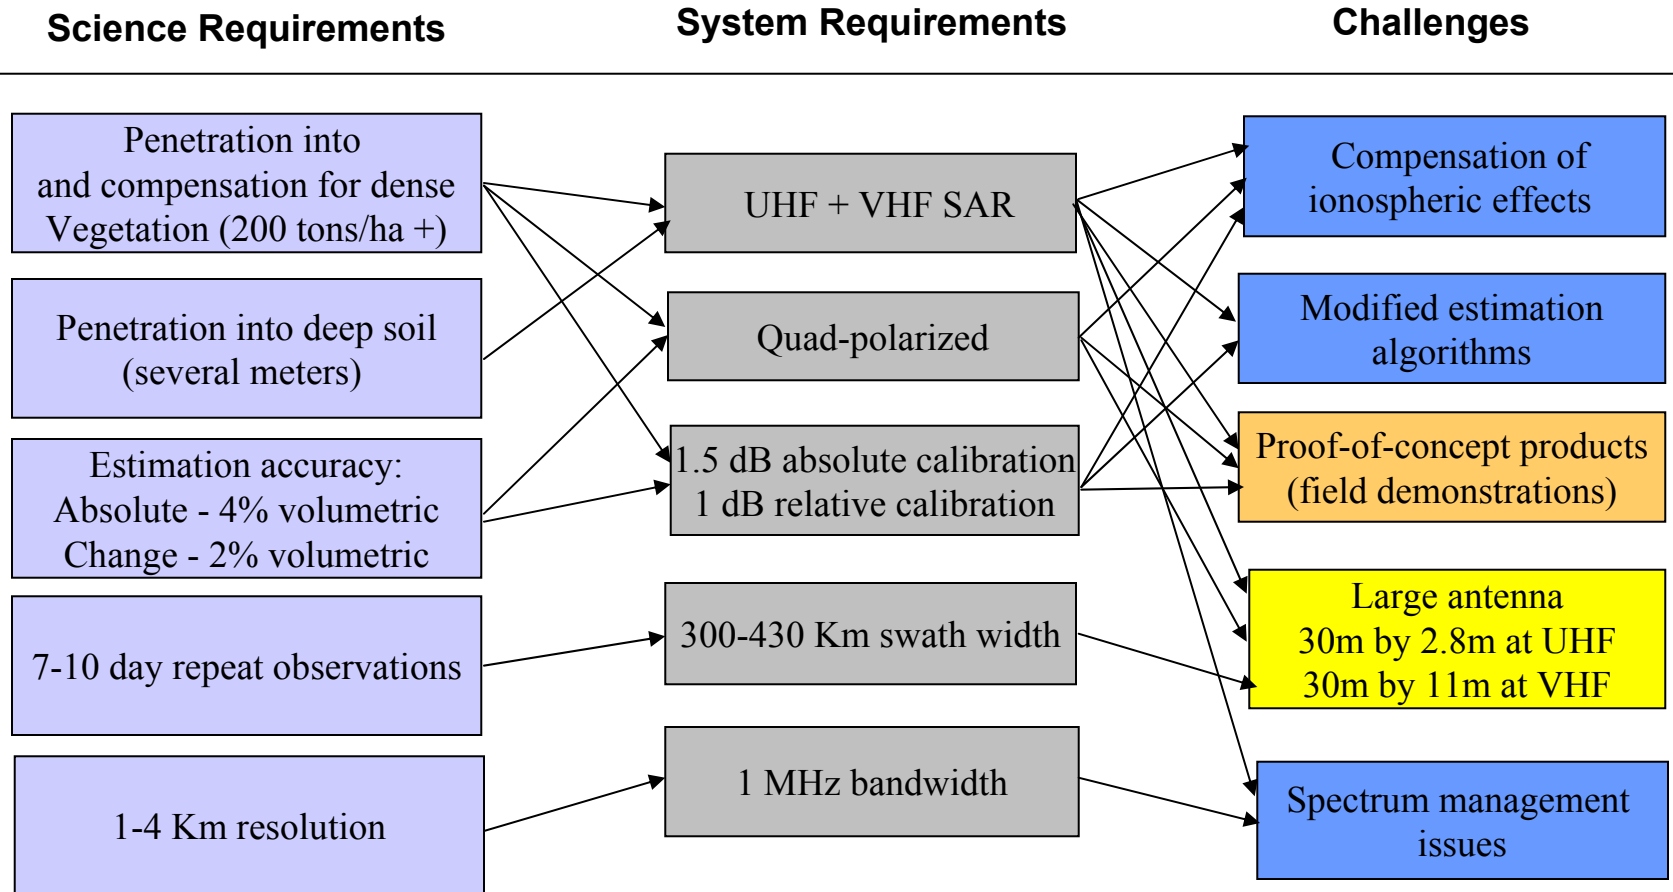 Science Requirements
System Requirements
Challenges
Penetration into
and compensation for dense
Vegetation (200 tons/ha +)
Penetration into deep soil
(several meters)
Estimation accuracy:
Absolute - 4% volumetric
Change - 2% volumetric
7-10 day repeat observations
1-4 Km resolution
UHF + VHF SAR
Quad-polarized
1.5 dB absolute calibration
1 dB relative calibration
300-430 Km swath width
1 MHz bandwidth
Compensation of
ionospheric effects
Modified estimation
algorithms
Proof-of-concept products
(field demonstrations)
Large antenna
30m by 2.8m at UHF
30m by 11m at VHF
Spectrum management
issues